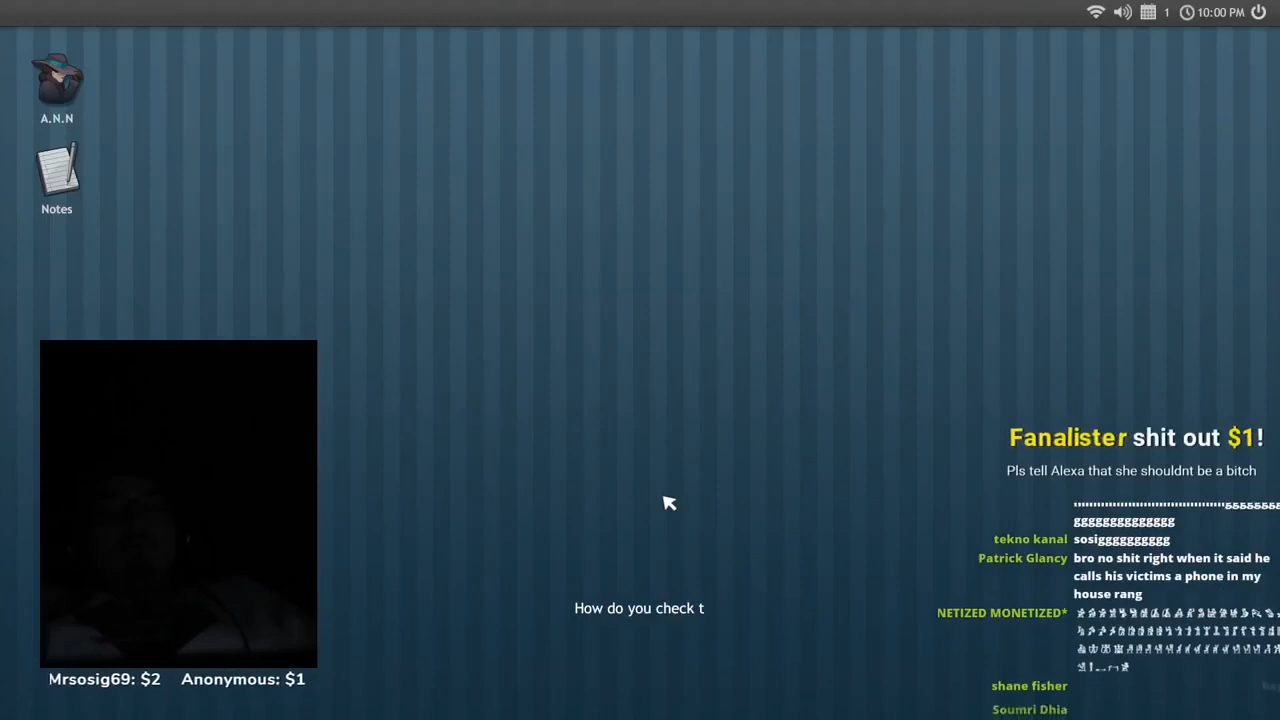 1 10:00 PM
A.N.N
Notes
Fanalister shit out $1!
Pls tell Alexa that she shouldnt be a bitch
gggggggggggggg
tekno kanal sosigggggggggg
Patrick Glancy bro no shit right when it said he
calls his victims a phone in my
house rang
How do you check t
NETIZED MONETIZED*
Mrsosig69: $2 Anonymous: $1
shane fisher
Soumri Dhia